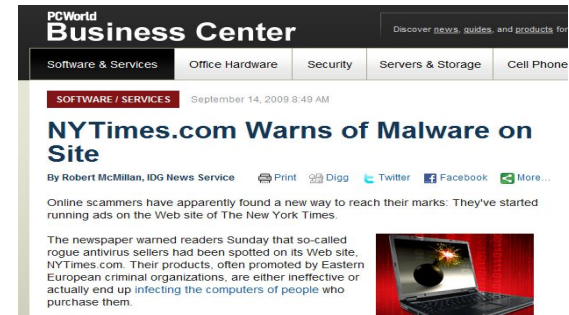 PCWorld
Business Center
Discover news, guides, and products for
Software & Services Office Hardware Security Servers & Storage Cell Phone
SOFTWARE / SERVICES September 14, 2009 8:49 AM
NYTimes.com Warns of Malware on
Site
By Robert McMillan, IDG News Service Print Digg Twitter Facebook More...
Online scammers have apparently found a new way to reach their marks: They've started
running ads on the Web site of The New York Times.
The newspaper warned readers Sunday that so-called
rogue antivirus sellers had been spotted on its Web site,
NYTimes.com. Their products, often promoted by Eastern
European criminal organizations, are either ineffective or
actually end up infecting the computers of people who
purchase them.